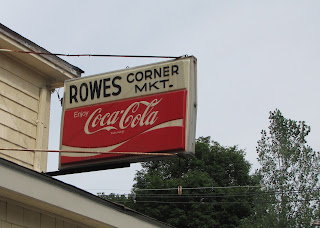 ROWES CORNER
MKT.
Enjoy
Coca-Cola